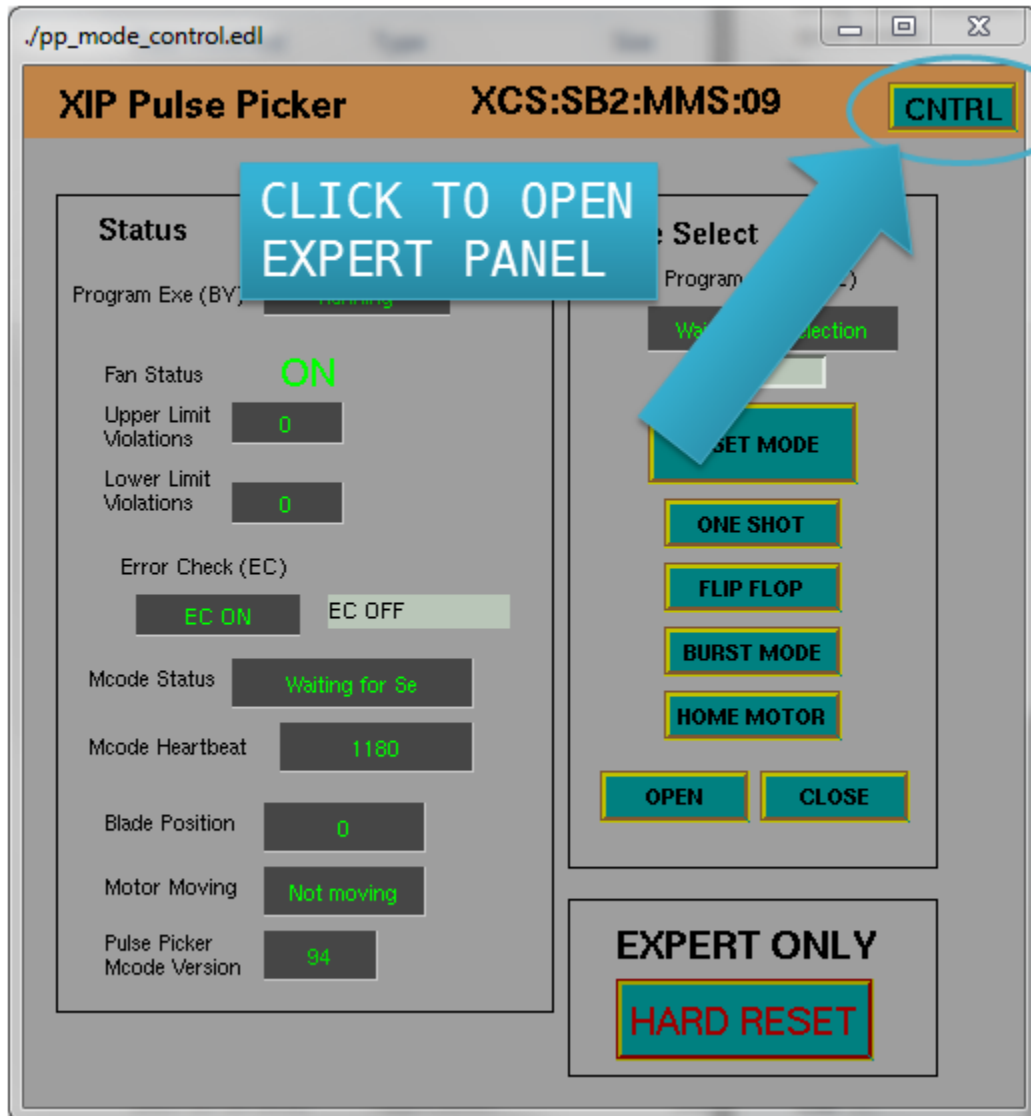 ./pp_mode_control.edl
XIP Pulse Picker XCS:SB2:MMS:09 CNTRL
CLICK TO OPEN
EXPERT PANEL
Status
Program Exe (BY)
Fan Status ON
Upper Limit
Violations 0
Lower Limit
Violations 0
Error Check (EC)
EC ON EC OFF
Mcode Status Waiting for Se
Mcode Heartbeat 1180
Blade Position 0
Motor Moving Not moving
Pulse Picker
Mcode Version 94
Select
Program
SET MODE
ONE SHOT
FLIP FLOP
BURST MODE
HOME MOTOR
OPEN CLOSE
EXPERT ONLY
HARD RESET